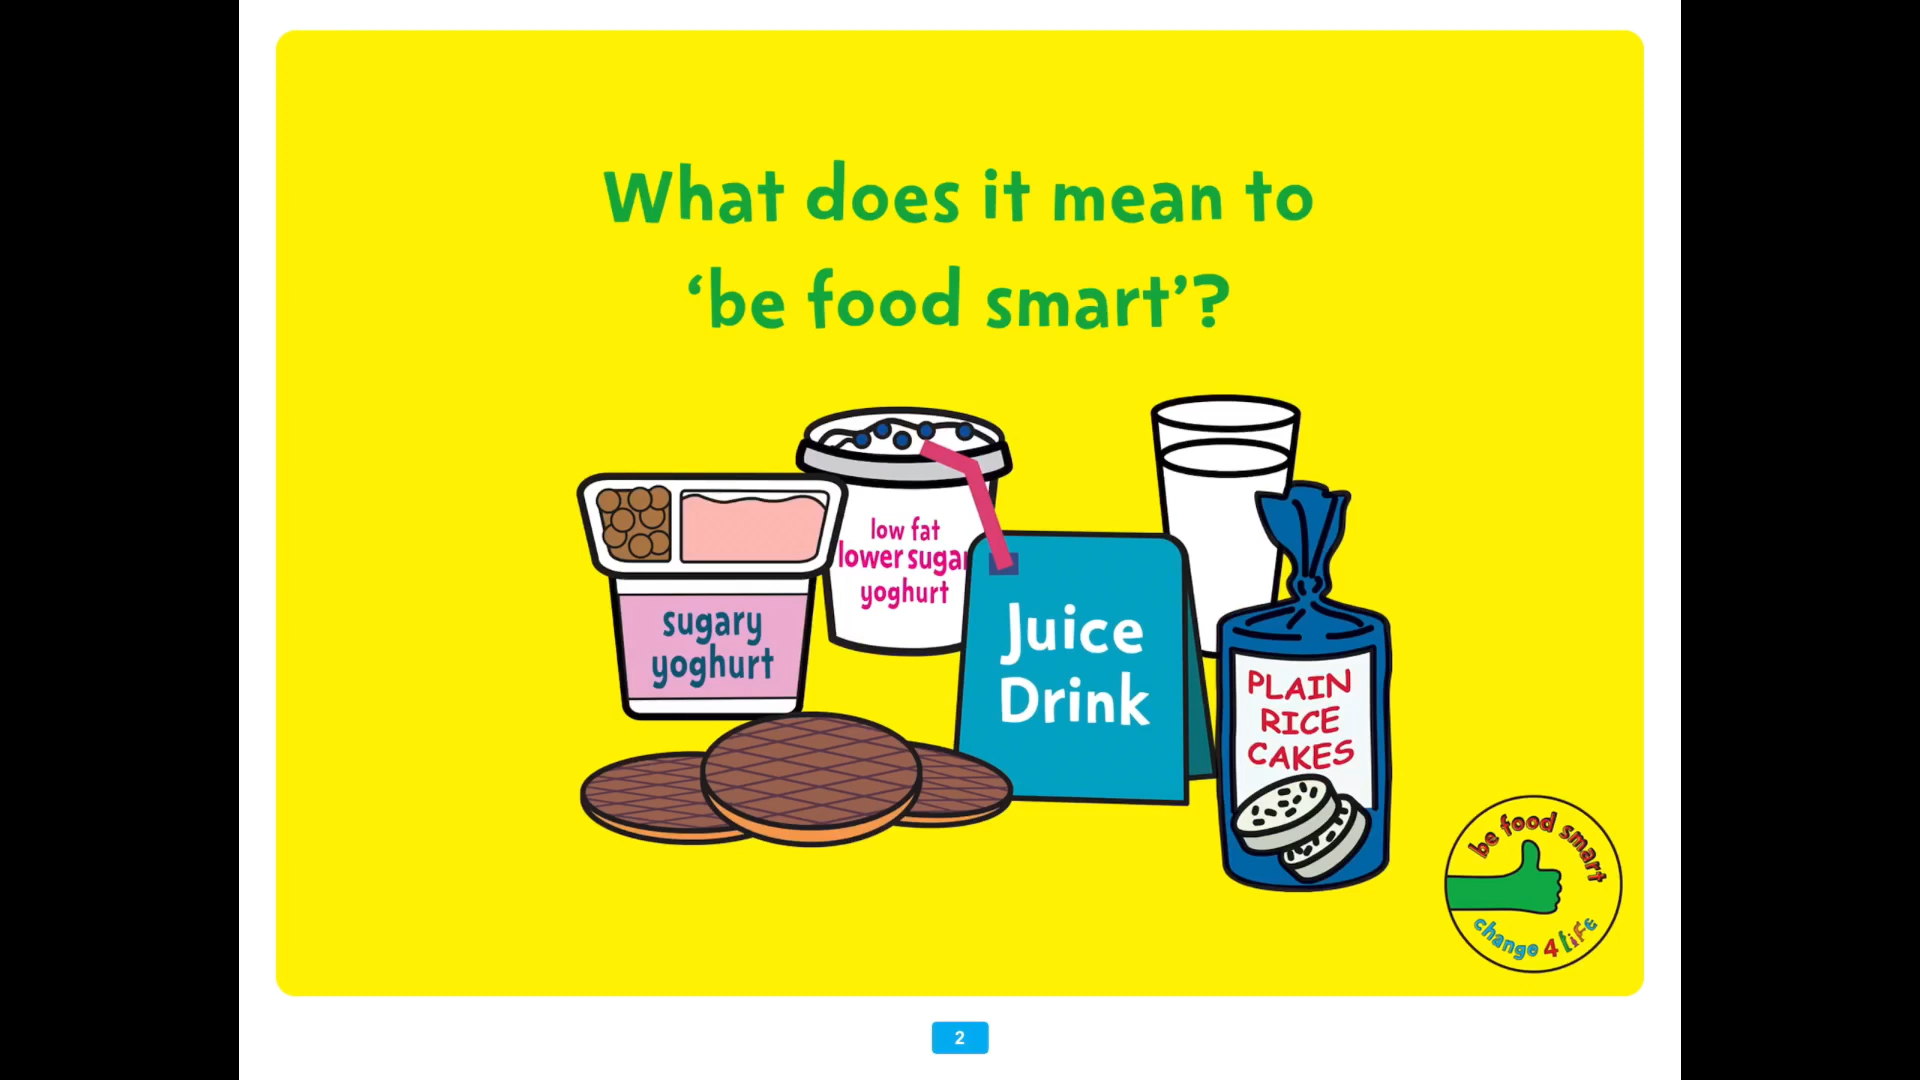 What does it mean to
‘be food smart’?
low fat
lower sugar
yoghurt
sugary
yoghurt
Juice
Drink
PLAIN
RICE
CAKES
be food smart
change 4 life
2